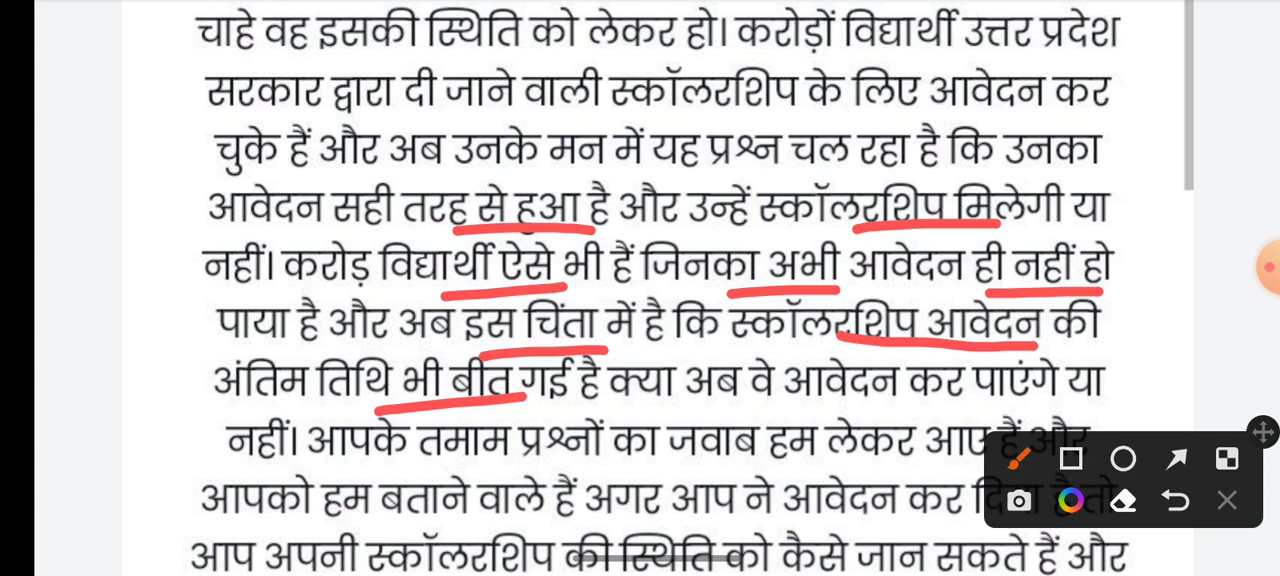 चाहे वह इसकी स्थिति को लेकर हो। करोड़ों विद्यार्थी उत्तर प्रदेश
सरकार द्वारा दी जाने वाली स्कॉलरशिप के लिए आवेदन कर
चुके हैं और अब उनके मन में यह प्रश्न चल रहा है कि उनका
आवेदन सही तरह से हुआ है और उन्हें स्कॉलरशिप मिलेगी या
नहीं। करोड़ विद्यार्थी ऐसे भी हैं जिनका अभी आवेदन ही नहीं हो
पाया है और अब इस चिंता में है कि स्कॉलरशिप आवेदन की
अंतिम तिथि भी बीत गई है क्या अब वे आवेदन कर पाएंगे या
नहीं। आपके तमाम प्रश्नों का जवाब हम लेकर आए हैं और
आपको हम बताने वाले हैं अगर आप ने आवेदन कर दिया है तो
आप अपनी स्कॉलरशिप की स्थिति को कैसे जान सकते हैं और